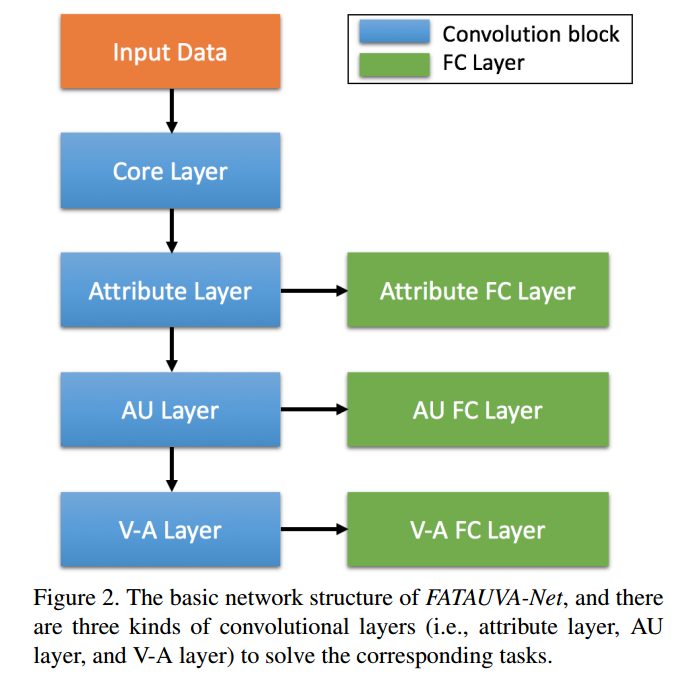 Input Data
Convolution block
FC Layer
Core Layer
Attribute Layer
Attribute FC Layer
AU Layer
AU FC Layer
V-A Layer
V-A FC Layer
Figure 2. The basic network structure of FATAUVA-Net, and there
are three kinds of convolutional layers (i.e., attribute layer, AU
layer, and V-A layer) to solve the corresponding tasks.